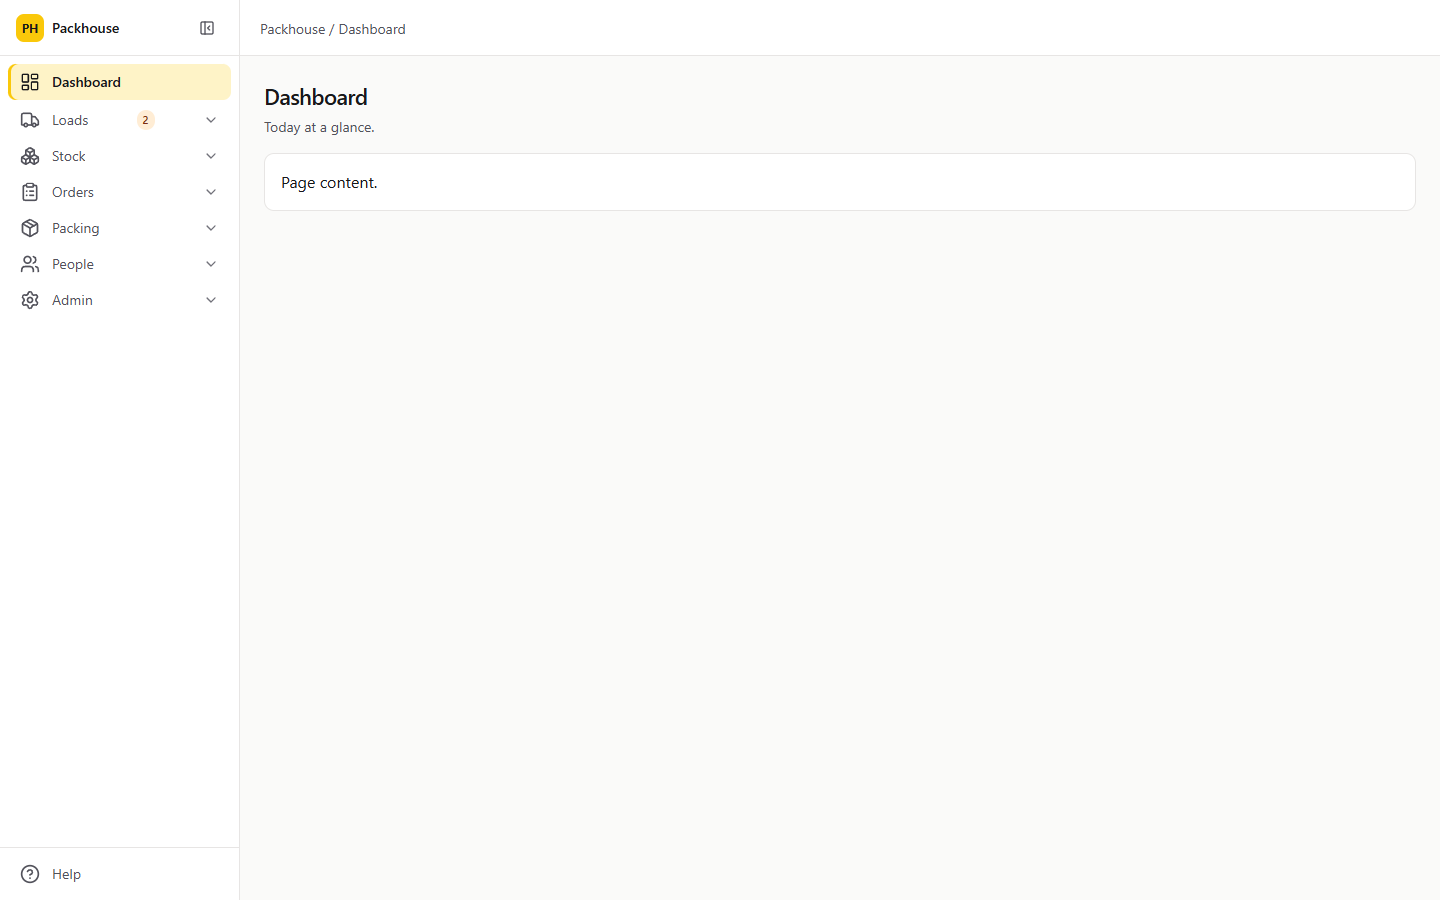 PH Packhouse
Packhouse / Dashboard
Dashboard
Loads 2
Stock
Orders
Packing
People
Admin
Help
Dashboard
Today at a glance.
Page content.